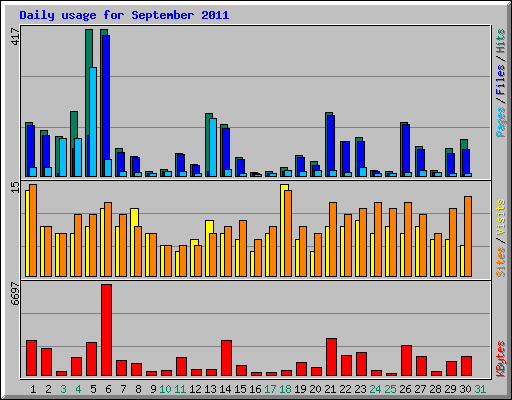 Daily usage for September 2011
417
Pages / Files / Hits
15
Sites / Visits
6697
KBytes
1 2 3 4 5 6 7 8 9 10 11 12 13 14 15 16 17 18 19 20 21 22 23 24 25 26 27 28 29 30 31